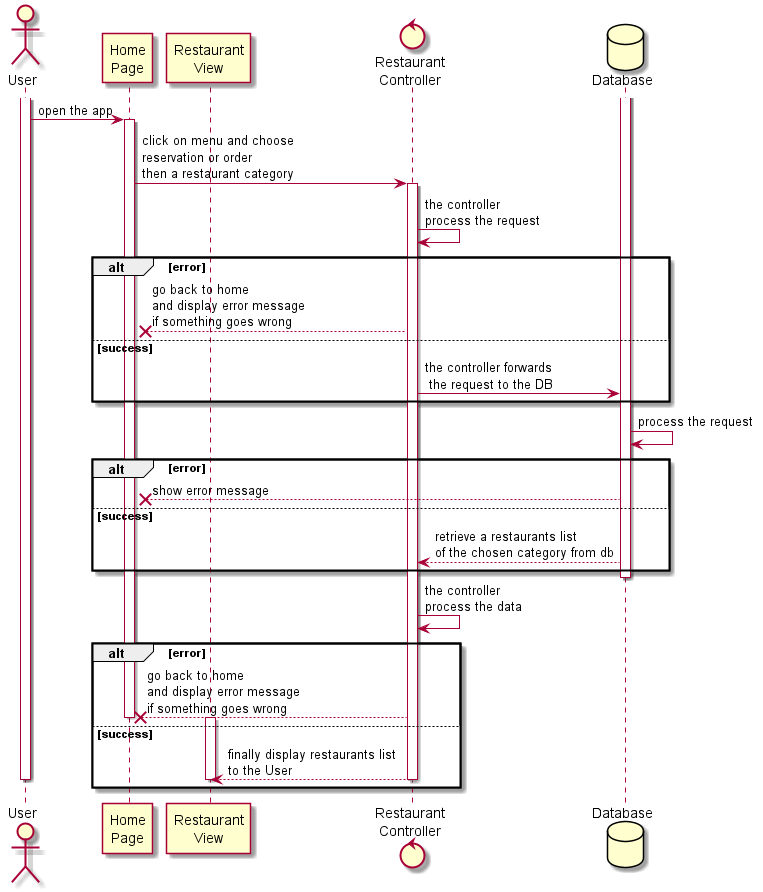 User
Home
Page
Restaurant
View
Restaurant
Controller
Database
open the app
click on menu and choose
reservation or order
then a restaurant category
the controller
process the request
alt
[error]
go back to home
and display error message
if something goes wrong
[success]
the controller forwards
the request to the DB
process the request
alt
[error]
show error message
[success]
retrieve a restaurants list
of the chosen category from db
the controller
process the data
alt
[error]
go back to home
and display error message
if something goes wrong
[success]
finally display restaurants list
to the User
User
Home
Page
Restaurant
View
Restaurant
Controller
Database